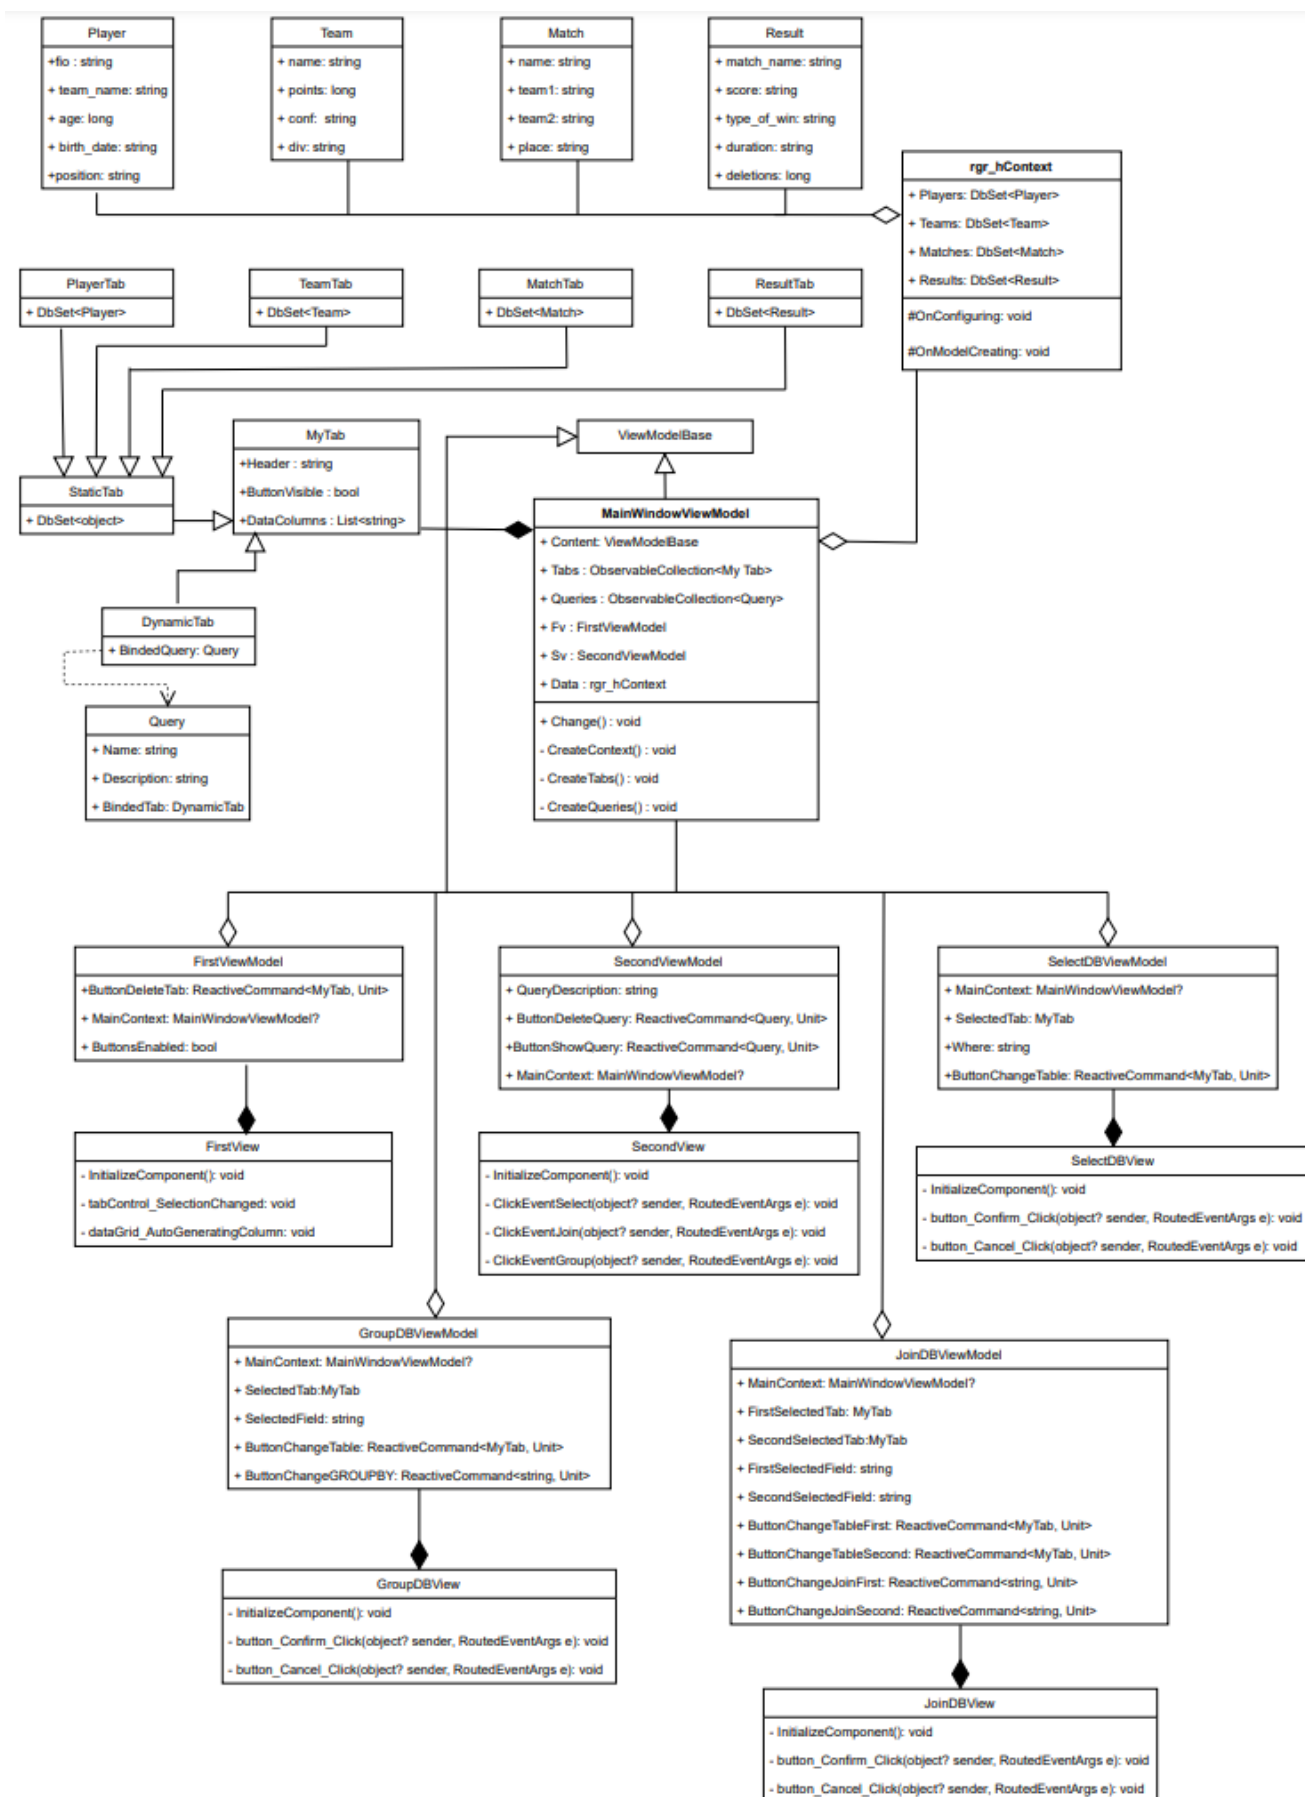 Player
+fio : string
+ team_name: string
+ age: long
+ birth_date: string
+position: string
Team
+ name: string
+ points: long
+ conf: string
+ div: string
Match
+ name: string
+ team1: string
+ team2: string
+ place: string
Result
+ match_name: string
+ score: string
+ type_of_win: string
+ duration: string
+ deletions: long
rgr_hContext
+ Players: DbSet<Player>
+ Teams: DbSet<Team>
+ Matches: DbSet<Match>
+ Results: DbSet<Result>
#OnConfiguring: void
#OnModelCreating: void
PlayerTab
+ DbSet<Player>
TeamTab
+ DbSet<Team>
MatchTab
+ DbSet<Match>
ResultTab
+ DbSet<Result>
MyTab
+Header : string
+ButtonVisible : bool
+DataColumns : List<string>
ViewModelBase
StaticTab
+ DbSet<object>
MainWindowViewModel
+ Content: ViewModelBase
+ Tabs : ObservableCollection<My Tab>
+ Queries : ObservableCollection<Query>
+ Fv : FirstViewModel
+ Sv : SecondViewModel
+ Data : rgr_hContext
+ Change() : void
- CreateContext() : void
- CreateTabs() : void
- CreateQueries() : void
DynamicTab
+ BindedQuery: Query
Query
+ Name: string
+ Description: string
+ BindedTab: DynamicTab
FirstViewModel
+ButtonDeleteTab: ReactiveCommand<MyTab, Unit>
+ MainContext: MainWindowViewModel?
+ ButtonsEnabled: bool
SecondViewModel
+ QueryDescription: string
+ ButtonDeleteQuery: ReactiveCommand<Query, Unit>
+ButtonShowQuery: ReactiveCommand<Query, Unit>
+ MainContext: MainWindowViewModel?
SelectDBViewModel
+ MainContext: MainWindowViewModel?
+ SelectedTab: MyTab
+Where: string
+ButtonChangeTable: ReactiveCommand<MyTab, Unit>
FirstView
- InitializeComponent(): void
- tabControl_SelectionChanged: void
- dataGrid_AutoGeneratingColumn: void
SecondView
- InitializeComponent(): void
- ClickEventSelect(object? sender, RoutedEventArgs e): void
- ClickEventJoin(object? sender, RoutedEventArgs e): void
- ClickEventGroup(object? sender, RoutedEventArgs e): void
SelectDBView
- InitializeComponent(): void
- button_Confirm_Click(object? sender, RoutedEventArgs e): void
- button_Cancel_Click(object? sender, RoutedEventArgs e): void
GroupDBViewModel
+ MainContext: MainWindowViewModel?
+ SelectedTab:MyTab
+ SelectedField: string
+ ButtonChangeTable: ReactiveCommand<MyTab, Unit>
+ ButtonChangeGROUPBY: ReactiveCommand<string, Unit>
JoinDBViewModel
+ MainContext: MainWindowViewModel?
+ FirstSelectedTab: MyTab
+ SecondSelectedTab:MyTab
+ FirstSelectedField: string
+ SecondSelectedField: string
+ ButtonChangeTableFirst: ReactiveCommand<MyTab, Unit>
+ ButtonChangeTableSecond: ReactiveCommand<MyTab, Unit>
+ ButtonChangeJoinFirst: ReactiveCommand<string, Unit>
+ ButtonChangeJoinSecond: ReactiveCommand<string, Unit>
GroupDBView
- InitializeComponent(): void
- button_Confirm_Click(object? sender, RoutedEventArgs e): void
- button_Cancel_Click(object? sender, RoutedEventArgs e): void
JoinDBView
- InitializeComponent(): void
- button_Confirm_Click(object? sender, RoutedEventArgs e): void
- button_Cancel_Click(object? sender, RoutedEventArgs e): void